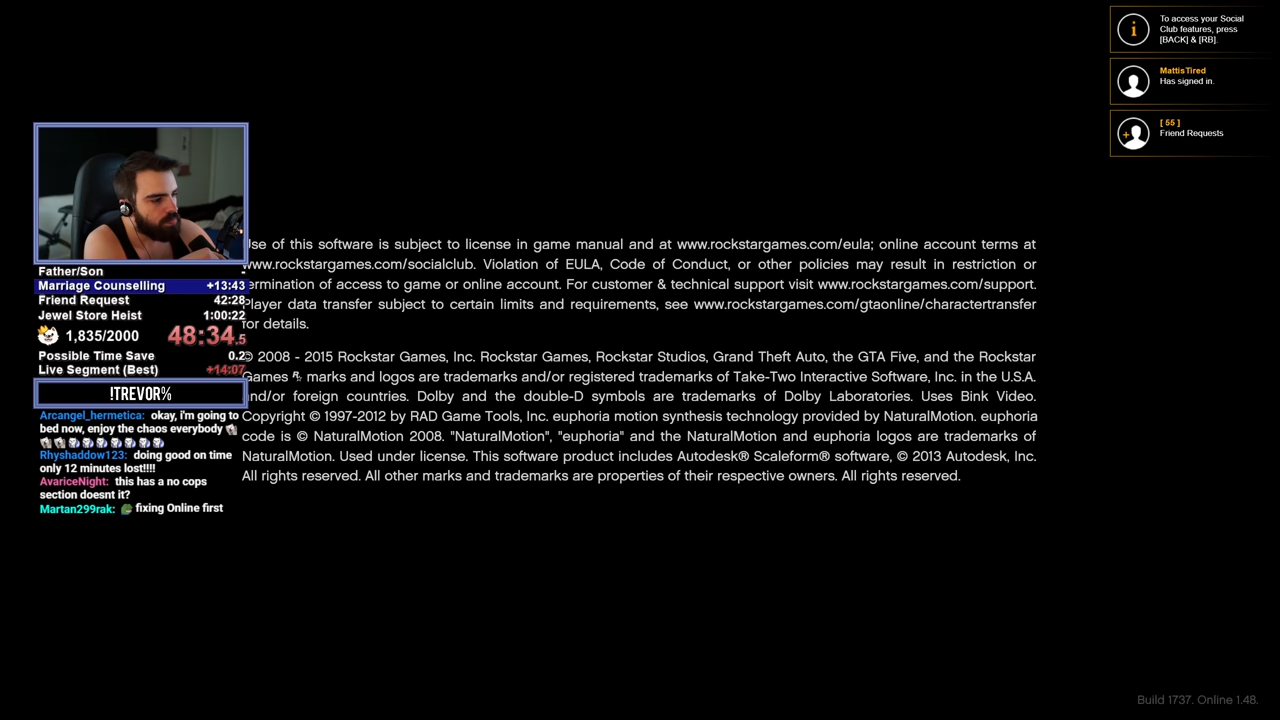 To access your Social
Club features, press
[BACK] & [RB].
MattisTired
Has signed in.
[ 55 ]
Friend Requests
Father/Son -
Marriage Counselling +13:43
Friend Request 42:28
Jewel Store Heist 1:00:22
1,835/2000 48:34.5
Possible Time Save 0.2
Live Segment (Best) +14:07
!TREVOR%
Arcangel_hermetica: okay, i'm going to
bed now, enjoy the chaos everybody
Rhyshaddow123: doing good on time
only 12 minutes lost!!!!
AvariceNight: this has a no cops
section doesnt it?
Martan299rak: fixing Online first
Use of this software is subject to license in game manual and at www.rockstargames.com/eula; online account terms at
www.rockstargames.com/socialclub. Violation of EULA, Code of Conduct, or other policies may result in restriction or
termination of access to game or online account. For customer & technical support visit www.rockstargames.com/support.
Player data transfer subject to certain limits and requirements, see www.rockstargames.com/gtaonline/charactertransfer
for details.
© 2008 - 2015 Rockstar Games, Inc. Rockstar Games, Rockstar Studios, Grand Theft Auto, the GTA Five, and the Rockstar
Games R* marks and logos are trademarks and/or registered trademarks of Take-Two Interactive Software, Inc. in the U.S.A.
and/or foreign countries. Dolby and the double-D symbols are trademarks of Dolby Laboratories. Uses Bink Video.
Copyright © 1997-2012 by RAD Game Tools, Inc. euphoria motion synthesis technology provided by NaturalMotion. euphoria
code is © NaturalMotion 2008. "NaturalMotion", "euphoria" and the NaturalMotion and euphoria logos are trademarks of
NaturalMotion. Used under license. This software product includes Autodesk® Scaleform® software, © 2013 Autodesk, Inc.
All rights reserved. All other marks and trademarks are properties of their respective owners. All rights reserved.
Build 1737. Online 1.48.